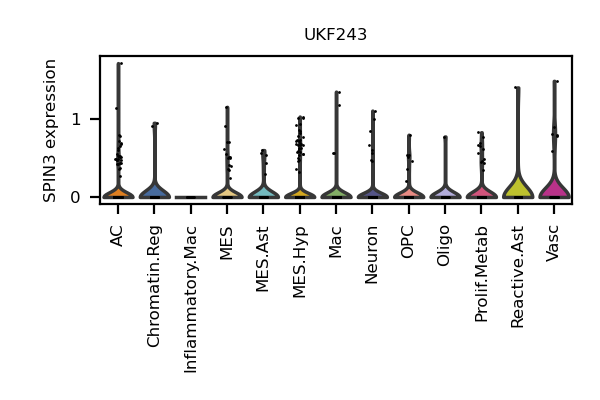 UKF243
SPIN3 expression
1
0
AC
Chromatin.Reg
Inflammatory.Mac
MES
MES.Ast
MES.Hyp
Mac
Neuron
OPC
Oligo
Prolif.Metab
Reactive.Ast
Vasc